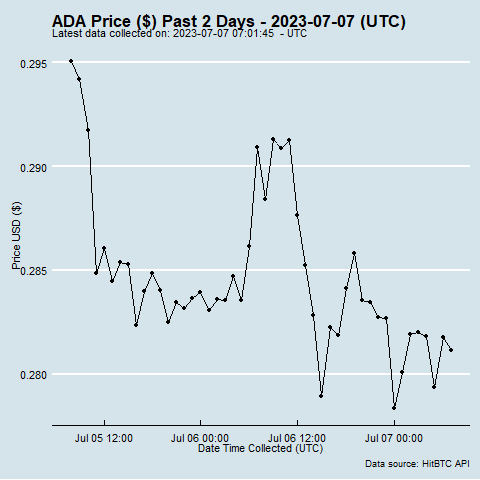 ADA Price ($) Past 2 Days - 2023-07-07 (UTC)
Latest data collected on: 2023-07-07 07:01:45 - UTC
0.295
0.290
0.285
0.280
Price USD ($)
Jul 05 12:00 Jul 06 00:00 Jul 06 12:00 Jul 07 00:00
Date Time Collected (UTC)
Data source: HitBTC API